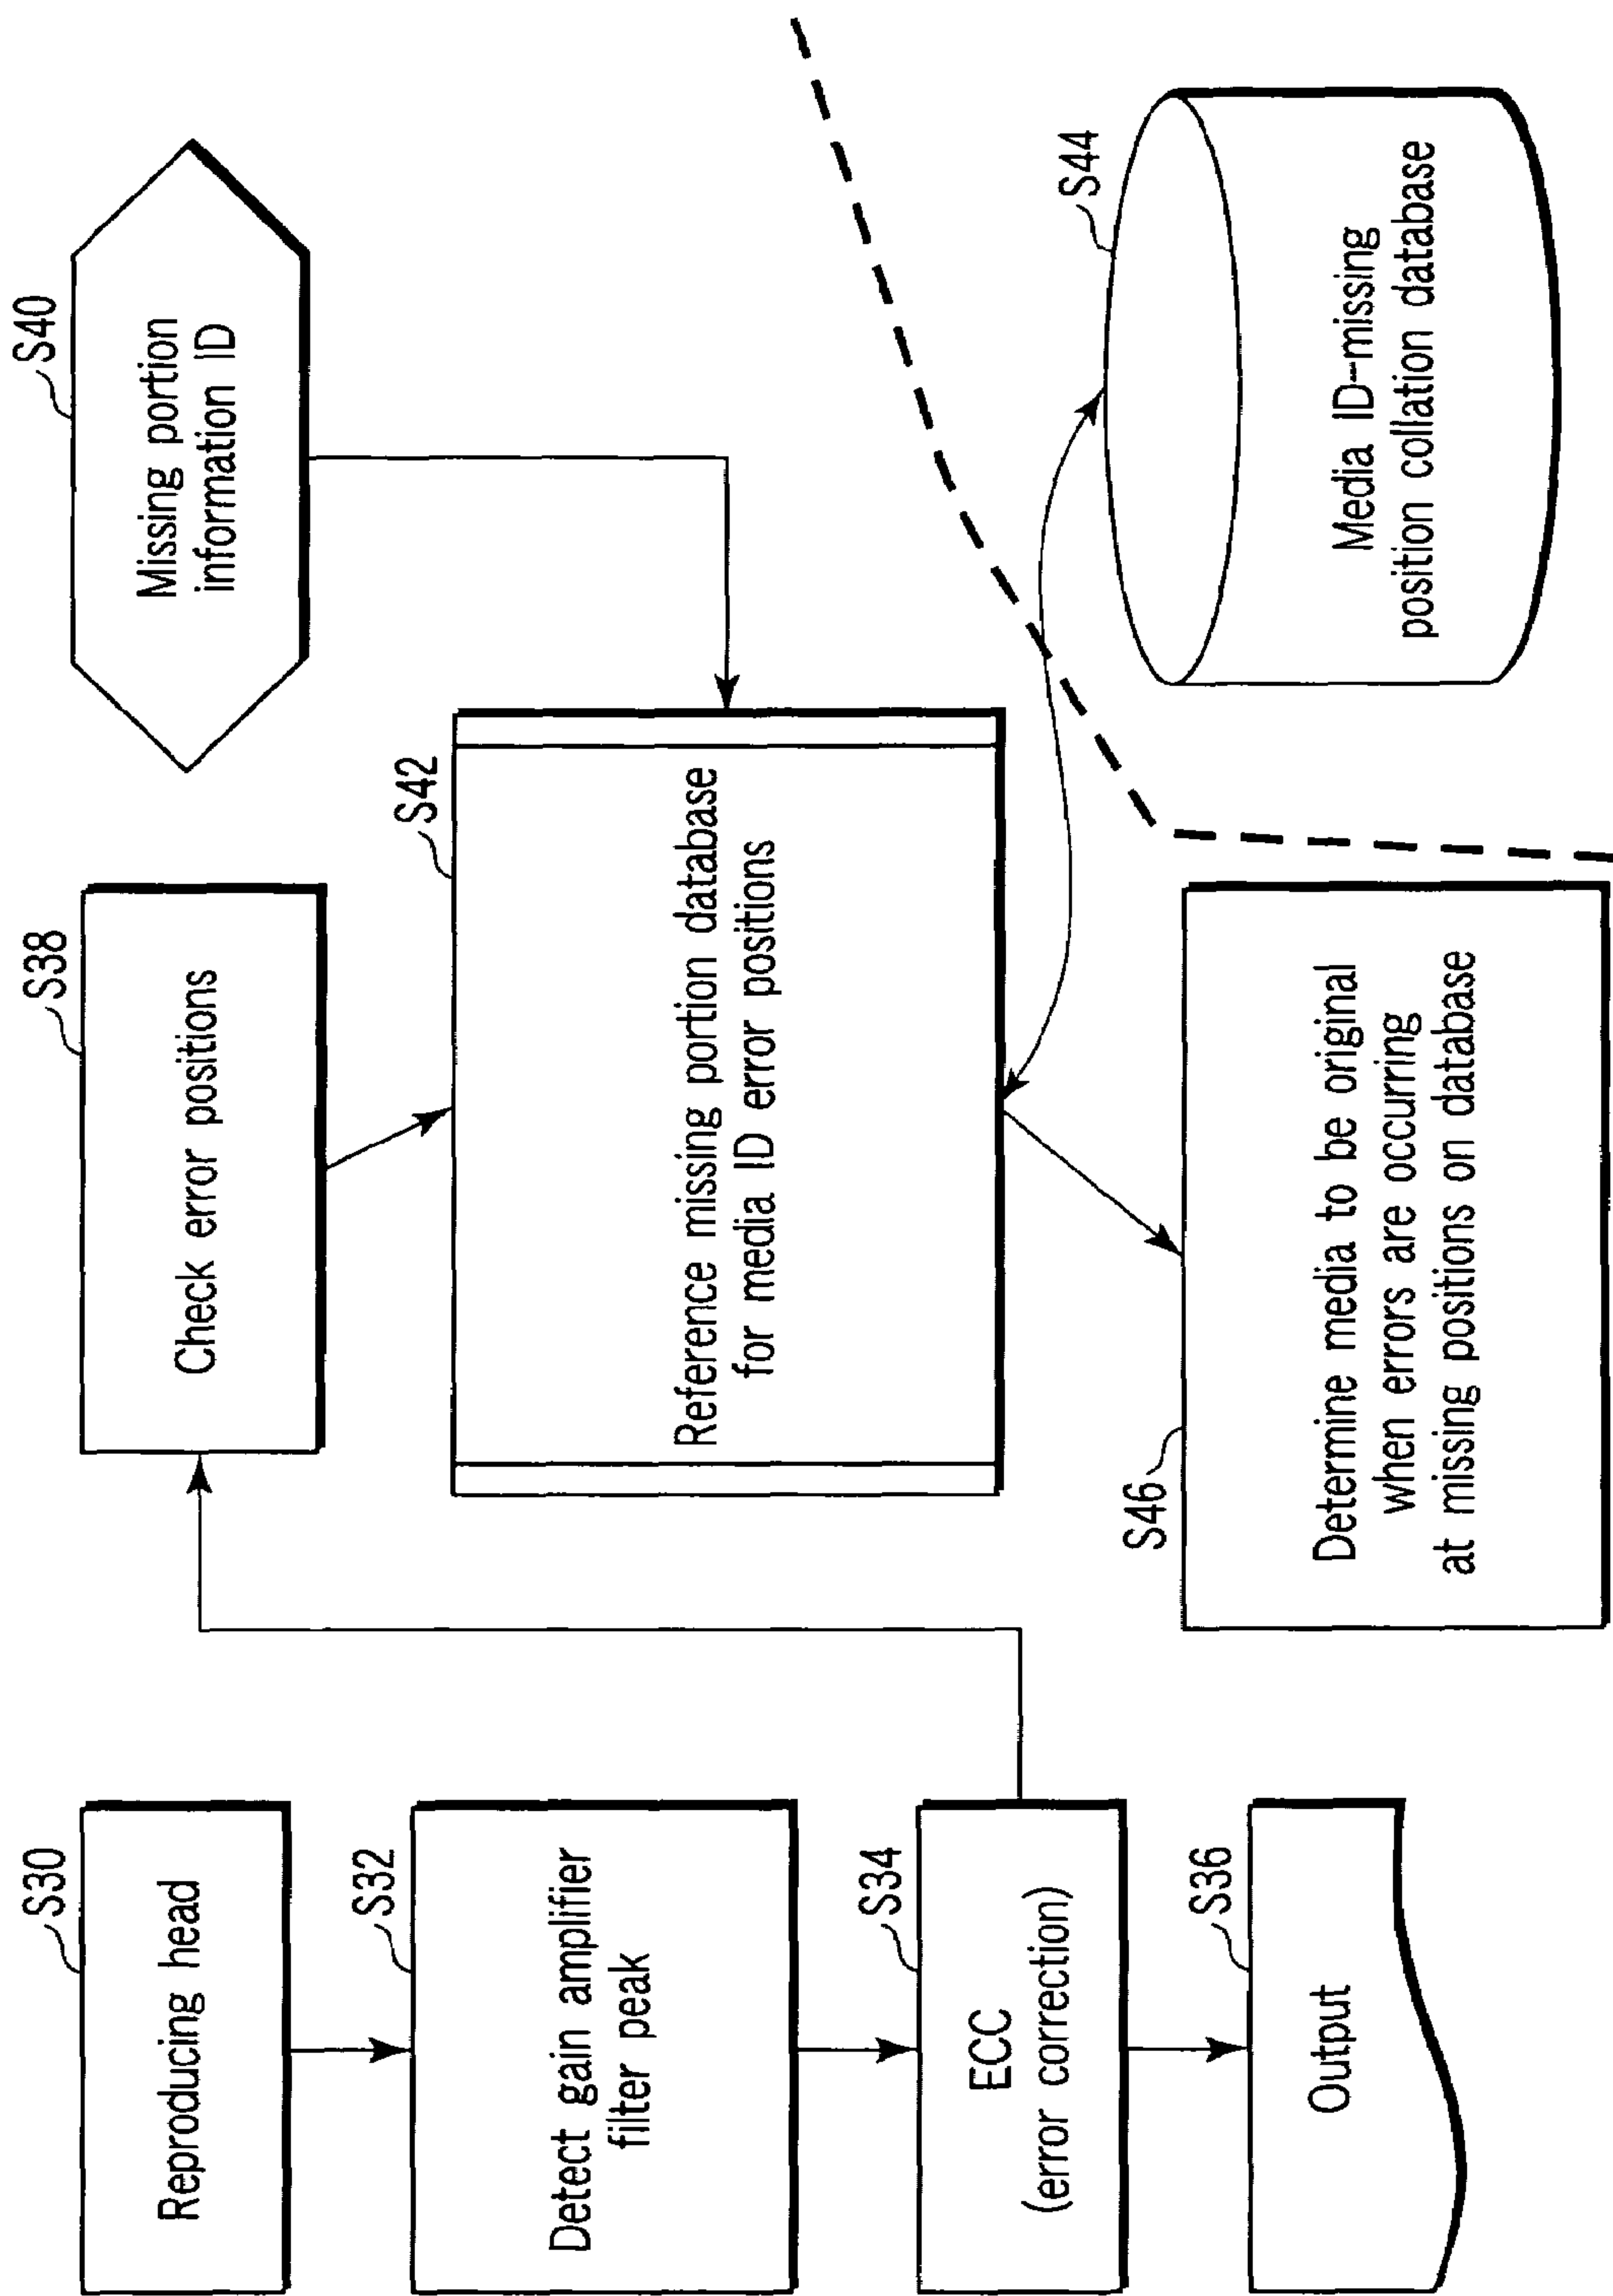 S30
Reproducing head
S32
Detect gain amplifier
filter peak
S34
ECC
(error correction)
S36
Output
S38
Check error positions
S40
Missing portion
information ID
S42
Reference missing portion database
for media ID error positions
S44
Media ID-missing
position collation database
S46
Determine media to be original
when errors are occurring
at missing positions on database